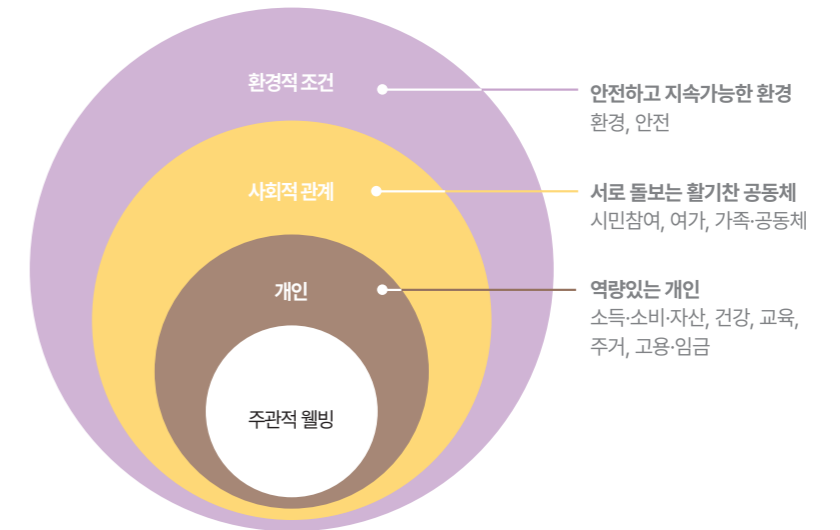 환경적 조건
안전하고 지속가능한 환경
환경, 안전
사회적 관계
서로 돌보는 활기찬 공동체
시민참여, 여가, 가족·공동체
개인
역량있는 개인
소득·소비·자산, 건강, 교육,
주거, 고용·임금
주관적 웰빙